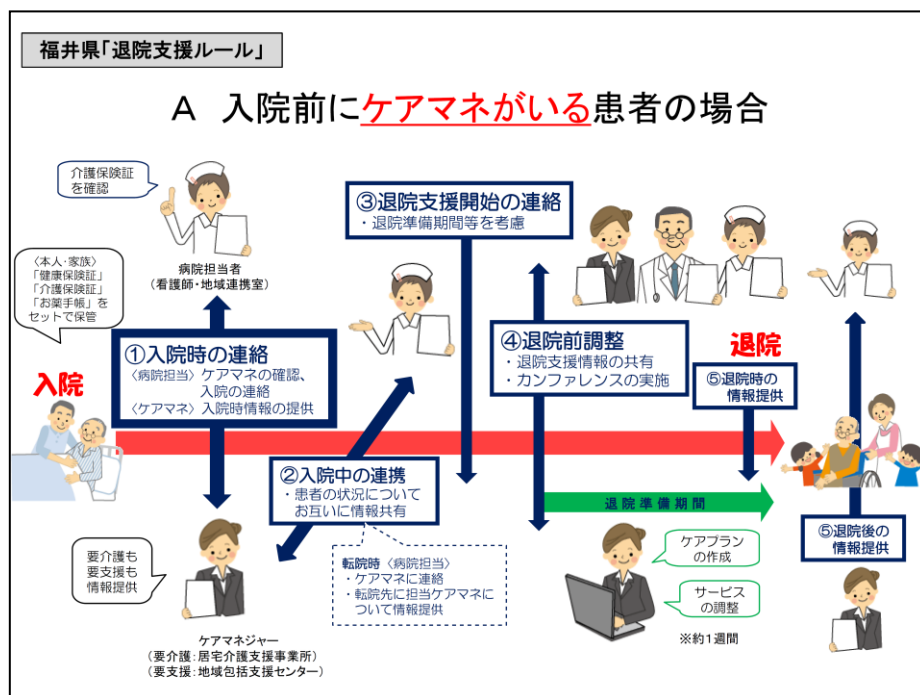 福井県「退院支援ルール」
A 入院前にケアマネがいる患者の場合
介護保険証
を確認
病院担当者
(看護師・地域連携室)
〈本人・家族〉
「健康保険証」
「介護保険証」
「お薬手帳」を
セットで保管
入院
①入院時の連絡
〈病院担当〉ケアマネの確認、
入院の連絡
〈ケアマネ〉入院時情報の提供
②入院中の連携
・患者の状況について
お互いに情報共有
転院時〈病院担当〉
・ケアマネに連絡
・転院先に担当ケアマネに
ついて情報提供
要介護も
要支援も
情報提供
ケアマネジャー
(要介護:居宅介護支援事業所)
(要支援:地域包括支援センター)
③退院支援開始の連絡
・退院準備期間等を考慮
④退院前調整
・退院支援情報の共有
・カンファレンスの実施
退院
⑤退院時の
情報提供
退院準備期間
ケアプラン
の作成
サービス
の調整
※約1週間
⑤退院後の
情報提供